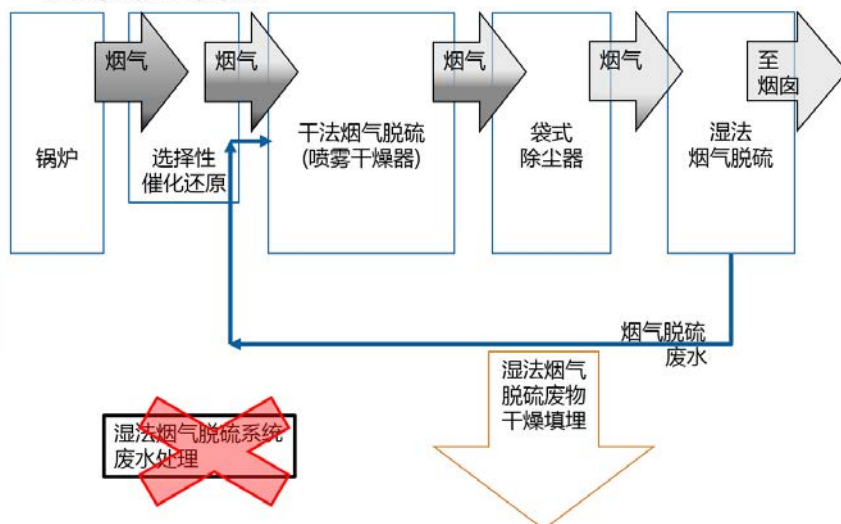 烟气
烟气
烟气
烟气
至
烟囱
锅炉
选择性
催化还原
干法烟气脱硫
(喷雾干燥器)
袋式
除尘器
湿法
烟气脱硫
烟气脱硫
废水
湿法烟气
脱硫废物
干燥填埋
湿法烟气脱硫系统
废水处理